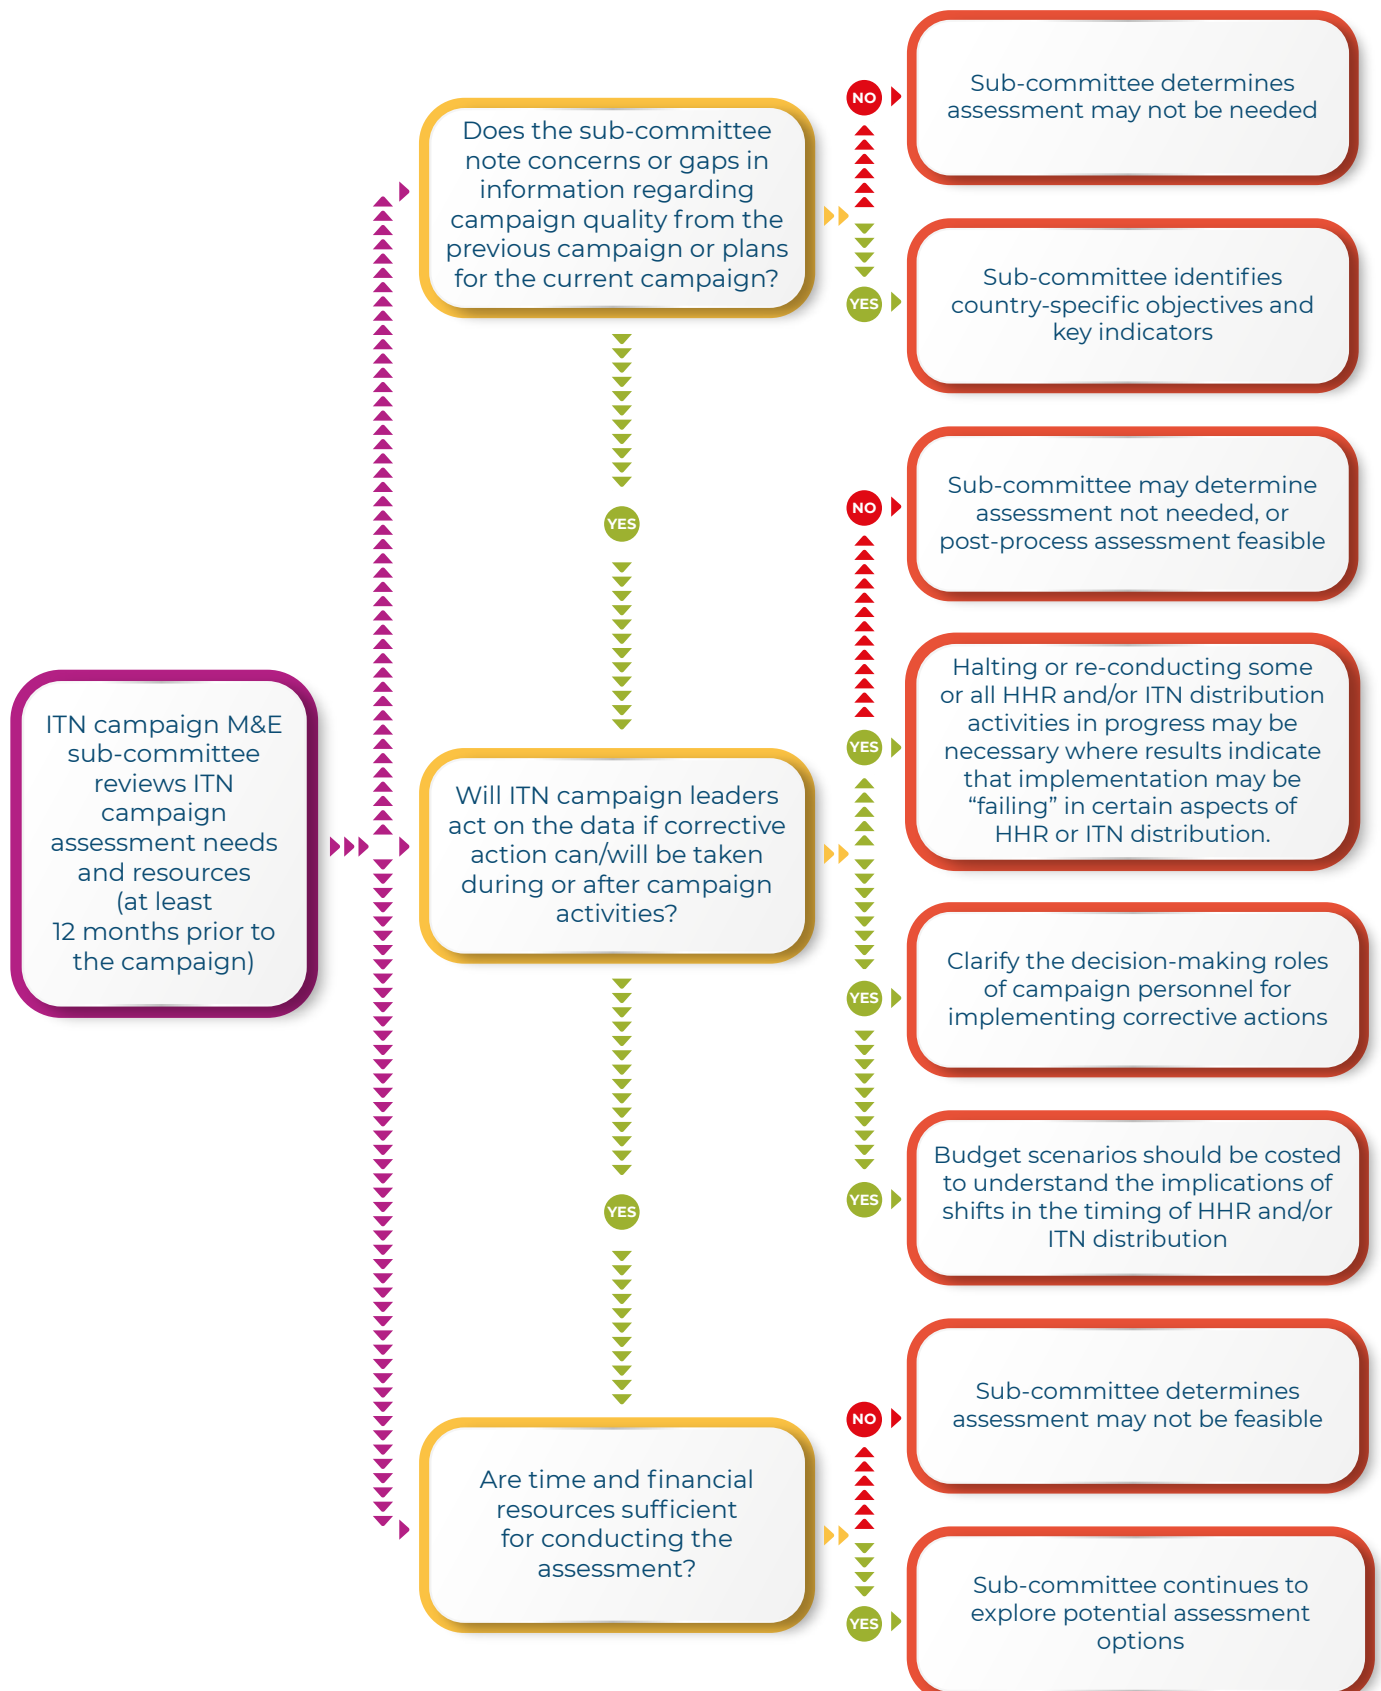 ITN campaign M&E
sub-committee
reviews ITN
campaign
assessment needs
and resources
(at least
12 months prior to
the campaign)
Does the sub-committee
note concerns or gaps in
information regarding
campaign quality from the
previous campaign or plans
for the current campaign?
NO
Sub-committee determines
assessment may not be needed
YES
Sub-committee identifies
country-specific objectives and
key indicators
YES
Will ITN campaign leaders
act on the data if corrective
action can/will be taken
during or after campaign
activities?
NO
Sub-committee may determine
assessment not needed, or
post-process assessment feasible
YES
Halting or re-conducting some
or all HHR and/or ITN distribution
activities in progress may be
necessary where results indicate
that implementation may be
“failing” in certain aspects of
HHR or ITN distribution.
YES
Clarify the decision-making roles
of campaign personnel for
implementing corrective actions
YES
Budget scenarios should be costed
to understand the implications of
shifts in the timing of HHR and/or
ITN distribution
YES
Are time and financial
resources sufficient
for conducting the
assessment?
NO
Sub-committee determines
assessment may not be feasible
YES
Sub-committee continues to
explore potential assessment
options